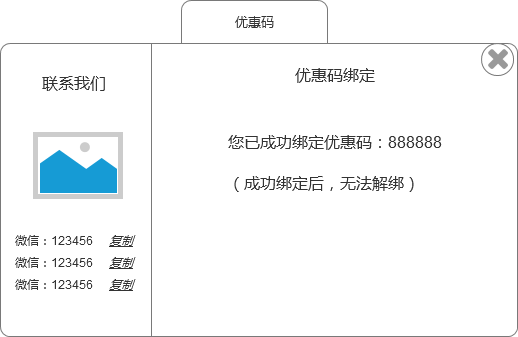 优惠码
联系我们
微信：123456 复制
微信：123456 复制
微信：123456 复制
优惠码绑定
您已成功绑定优惠码：888888
（成功绑定后，无法解绑）